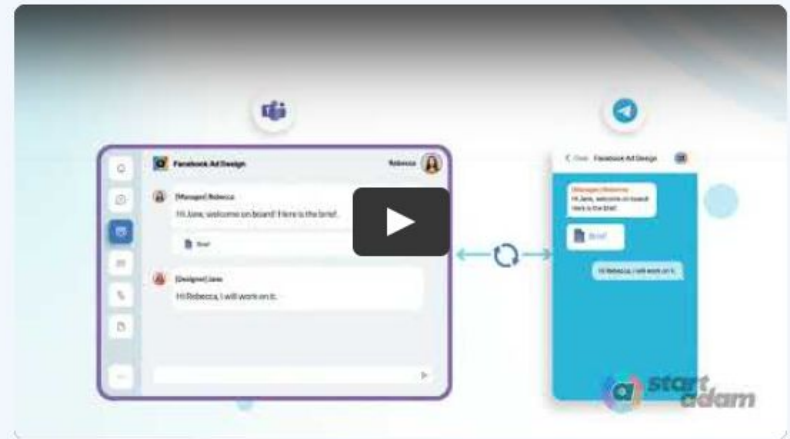 Facebook Ad Design
Rebecca
[Manager] Rebecca
Hi Jane, welcome on board! Here is the brief.
Brief
[Designer] Jane
Hi Rebecca, I will work on it.
Facebook Ad Design
[Manager] Rebecca
Hi Jane, welcome on board!
Here is the brief.
Brief
Hi Rebecca, I will work on it.
start
adam